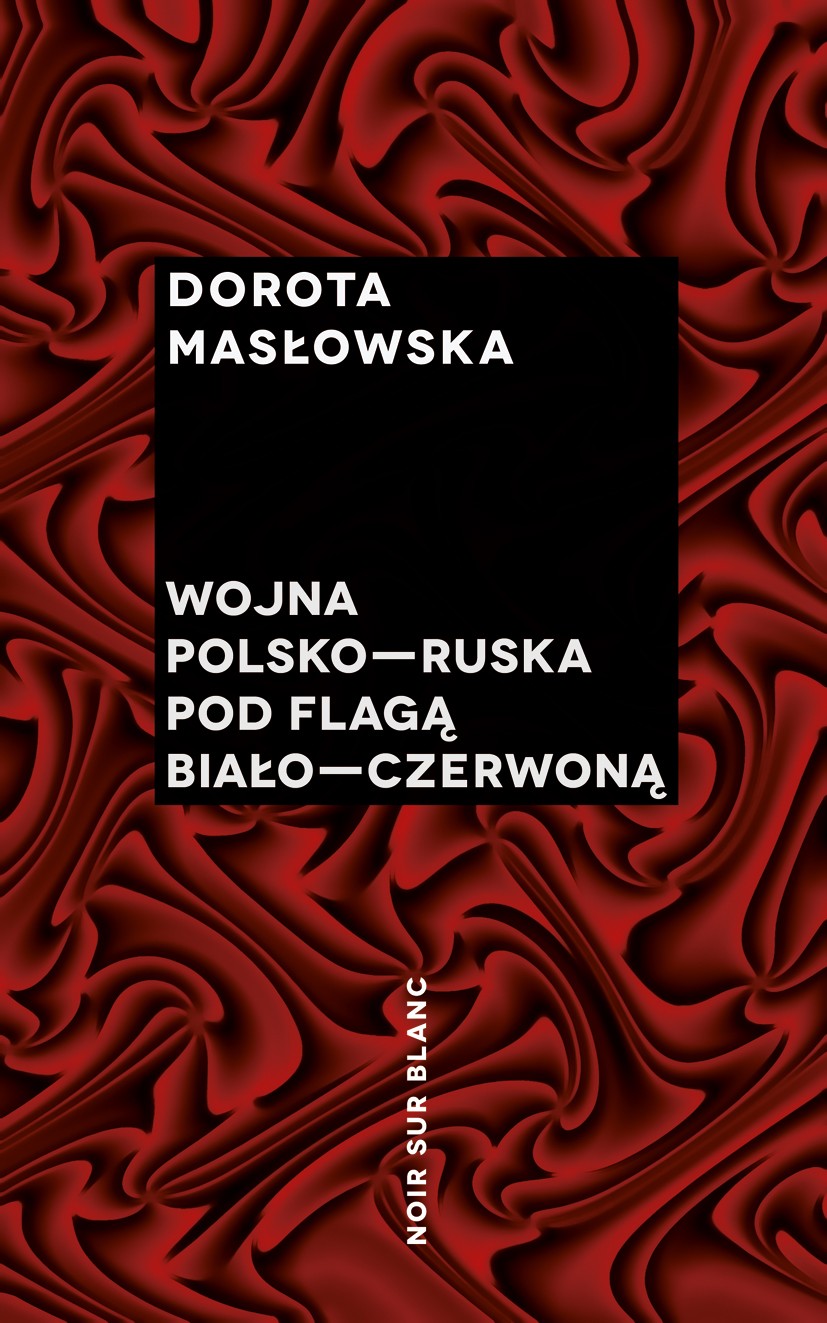 DOROTA
MASŁOWSKA
WOJNA
POLSKO—RUSKA
POD FLAGĄ
BIAŁO—CZERWONĄ
NOIR SUR BLANC